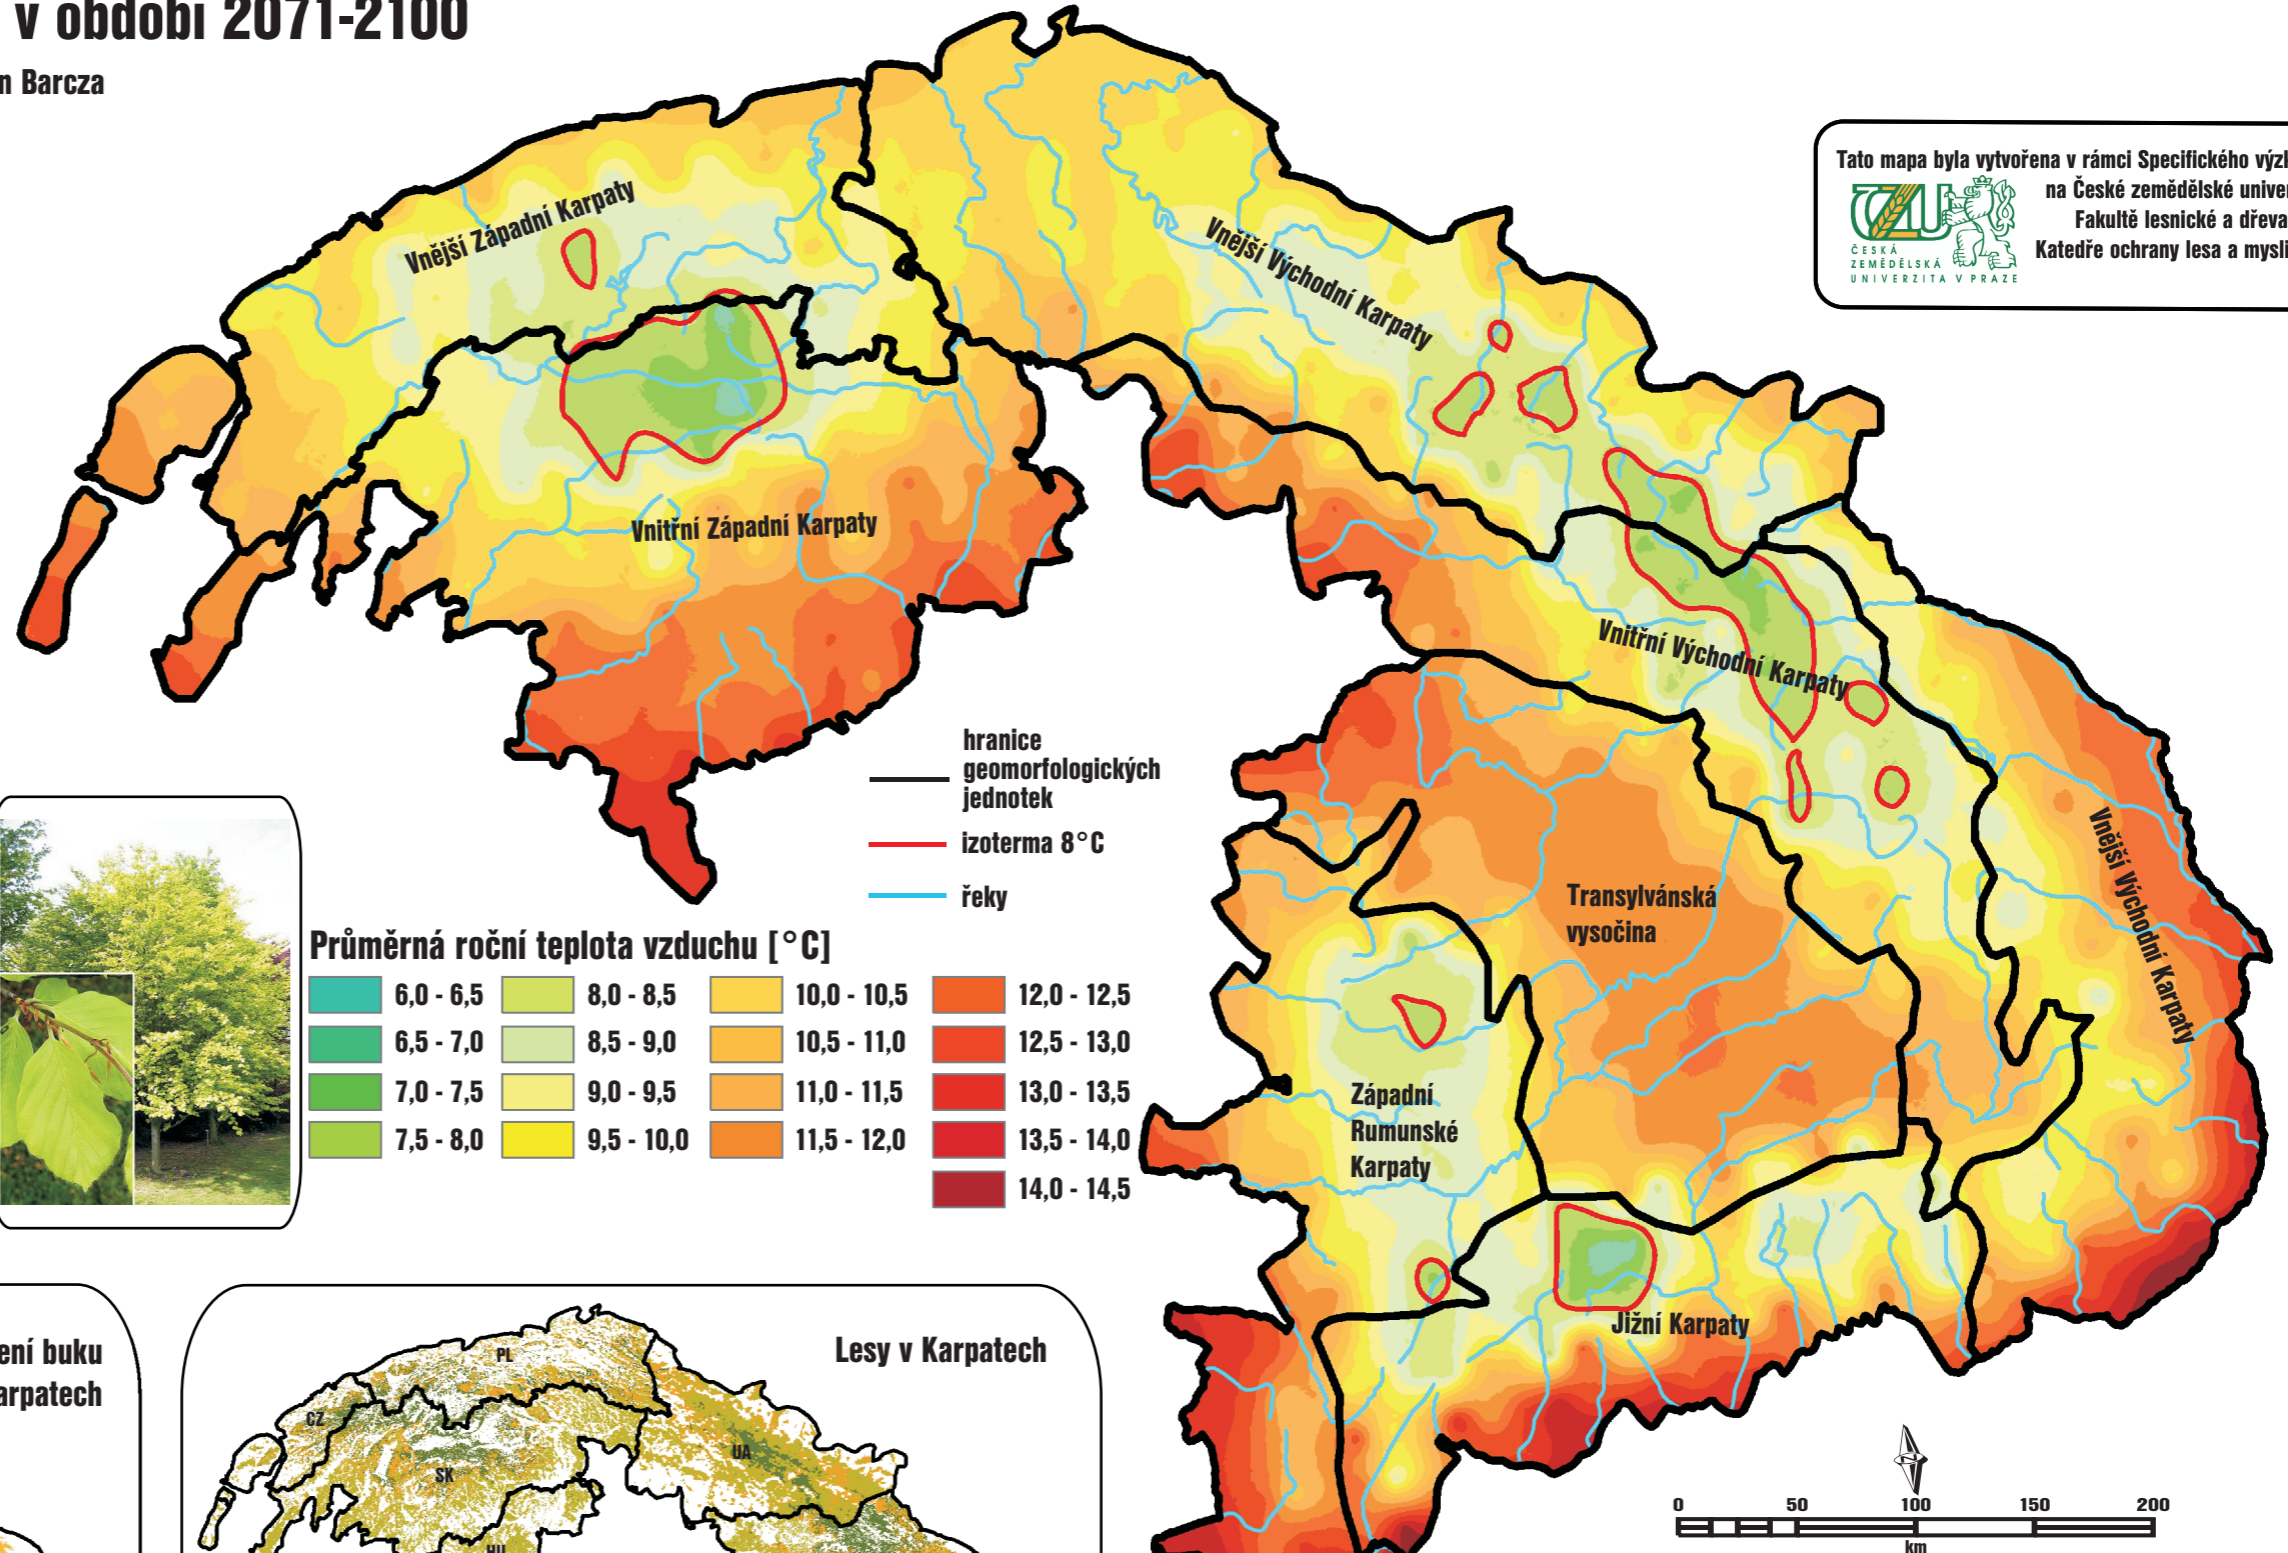 v období 2071-2100
n Barcza
Tato mapa byla vytvořena v rámci Specifického
na České zemědělské
Fakultě lesnické a
Katedře ochrany lesa a
ČZU
ČESKÁ
ZEMĚDĚLSKÁ
UNIVERZITA V PRAZE
Vnější Západní Karpaty
Vnější Východní Karpaty
Vnitřní Západní Karpaty
Vnitřní Východní Karpaty
Vnější Východní Karpaty
Transylvánská
vysočina
Západní
Rumunské
Karpaty
Jižní Karpaty
hranice
geomorfologických
jednotek
izoterma 8°C
řeky
Průměrná roční teplota vzduchu [°C]
6,0 - 6,5
6,5 - 7,0
7,0 - 7,5
7,5 - 8,0
8,0 - 8,5
8,5 - 9,0
9,0 - 9,5
9,5 - 10,0
10,0 - 10,5
10,5 - 11,0
11,0 - 11,5
11,5 - 12,0
12,0 - 12,5
12,5 - 13,0
13,0 - 13,5
13,5 - 14,0
14,0 - 14,5
ení buku
arpatech
Lesy v Karpatech
PL
CZ
SK
UA
HU
N
0 50 100 150 200
km